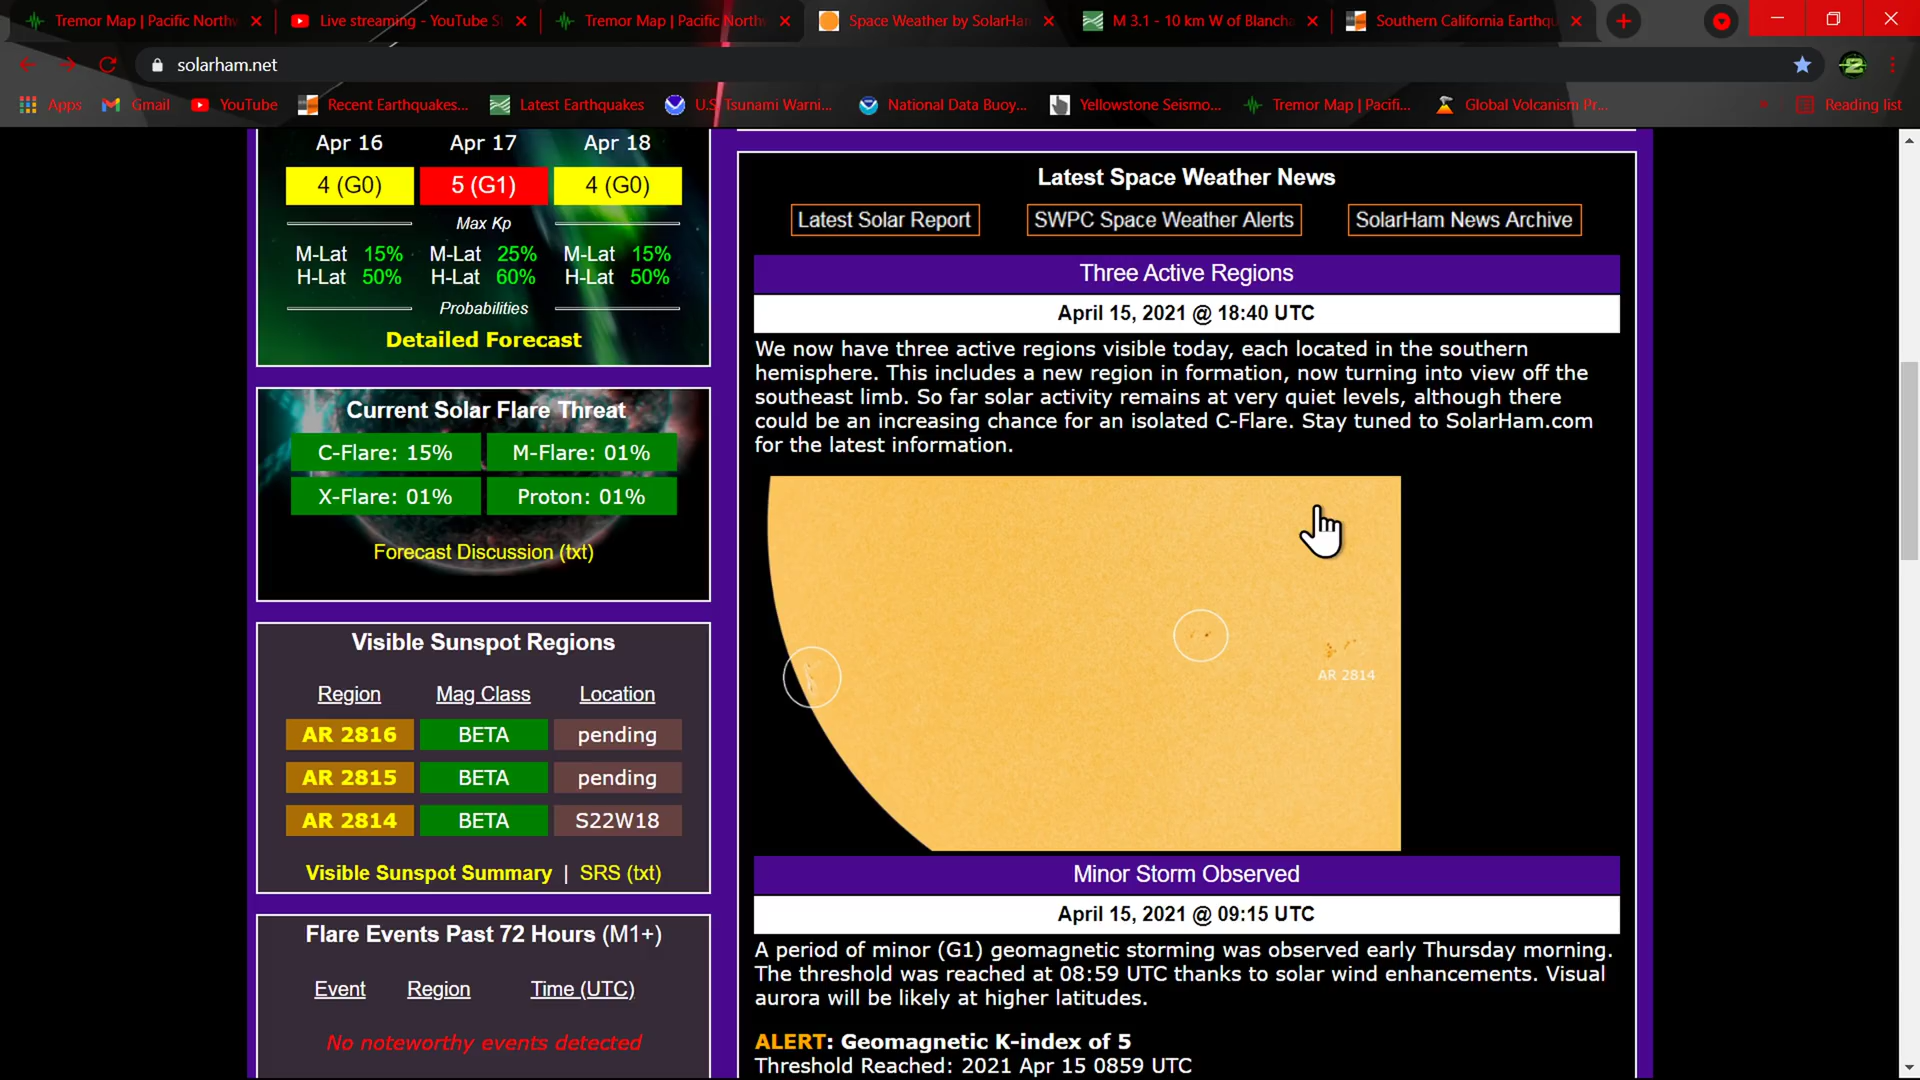 Tremor Map | Pacific Northw
Live streaming - YouTube S
Tremor Map | Pacific North
Space Weather by SolarHam
M 3.1 - 10 km W of Blancha
Southern California Earthqu
solarham.net
Apps
Gmail
YouTube
Recent Earthquakes...
Latest Earthquakes
U.S. Tsunami Warni...
National Data Buoy...
Yellowstone Seismo...
Tremor Map | Pacifi...
Global Volcanism Pr...
Reading list
Apr 16 Apr 17 Apr 18
4 (G0) 5 (G1) 4 (G0)
Max Kp
M-Lat 15% M-Lat 25% M-Lat 15%
H-Lat 50% H-Lat 60% H-Lat 50%
Probabilities
Detailed Forecast
Current Solar Flare Threat
C-Flare: 15% M-Flare: 01%
X-Flare: 01% Proton: 01%
Forecast Discussion (txt)
Visible Sunspot Regions
Region Mag Class Location
AR 2816 BETA pending
AR 2815 BETA pending
AR 2814 BETA S22W18
Visible Sunspot Summary | SRS (txt)
Flare Events Past 72 Hours (M1+)
Event Region Time (UTC)
No noteworthy events detected
Latest Space Weather News
Latest Solar Report SWPC Space Weather Alerts SolarHam News Archive
Three Active Regions
April 15, 2021 @ 18:40 UTC
We now have three active regions visible today, each located in the southern
hemisphere. This includes a new region in formation, now turning into view off the
southeast limb. So far solar activity remains at very quiet levels, although there
could be an increasing chance for an isolated C-Flare. Stay tuned to SolarHam.com
for the latest information.
AR 2814
Minor Storm Observed
April 15, 2021 @ 09:15 UTC
A period of minor (G1) geomagnetic storming was observed early Thursday morning.
The threshold was reached at 08:59 UTC thanks to solar wind enhancements. Visual
aurora will be likely at higher latitudes.
ALERT: Geomagnetic K-index of 5
Threshold Reached: 2021 Apr 15 0859 UTC